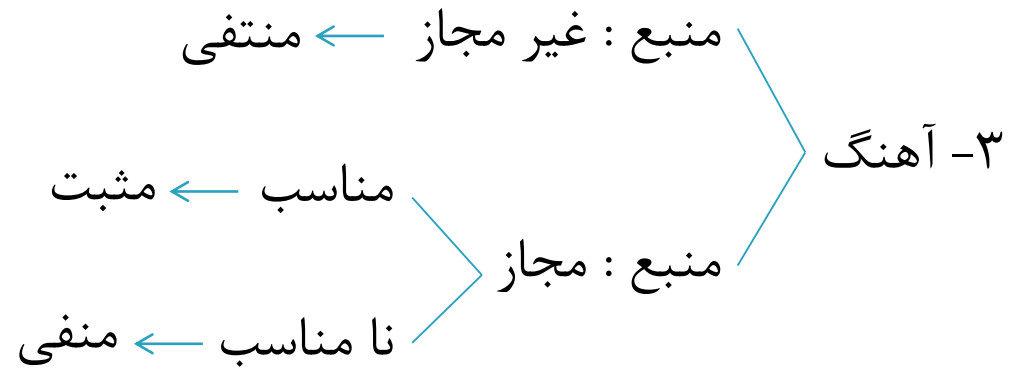 منبع : غیر مجاز ← منتفی
۳- آهنگ
مناسب ← مثبت
منبع : مجاز
نا مناسب ← منفی